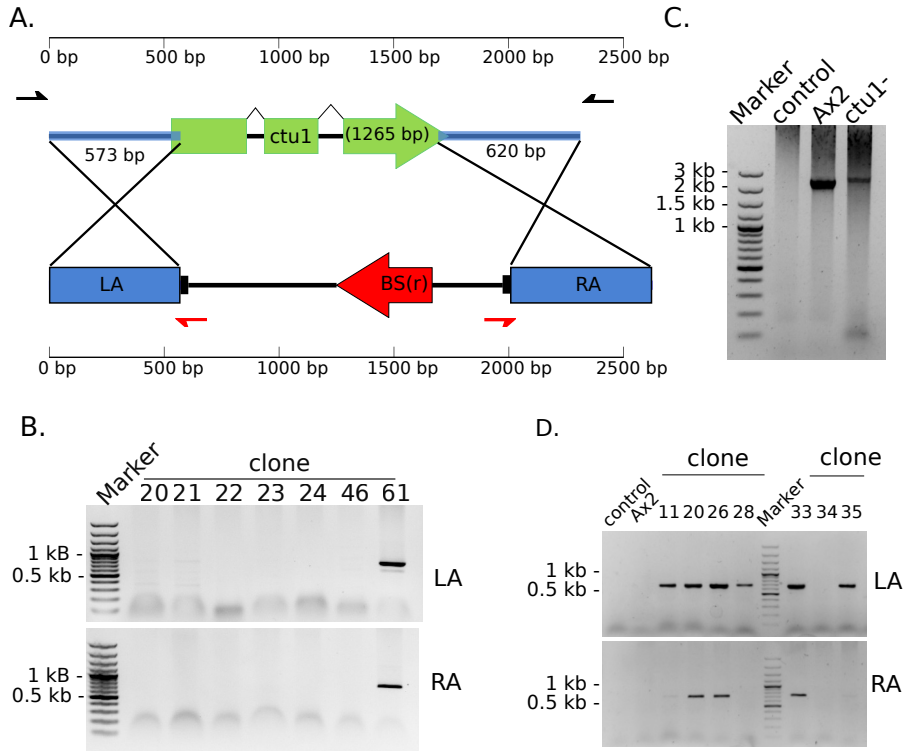 A.
0 bp 500 bp 1000 bp 1500 bp 2000 bp 2500 bp
ctu1 (1265 bp)
573 bp 620 bp
LA BS(r) RA
0 bp 500 bp 1000 bp 1500 bp 2000 bp 2500 bp
C.
Marker control Ax2 ctu1-
3 kb -
2 kb -
1.5 kb -
1 kb -
B.
clone
Marker 20 21 22 23 24 46 61
1 kB -
0.5 kb -
LA
1 kB -
0.5 kb -
RA
D.
clone clone
control Ax2 11 20 26 28 Marker 33 34 35
1 kb -
0.5 kb -
LA
1 kb -
0.5 kb -
RA